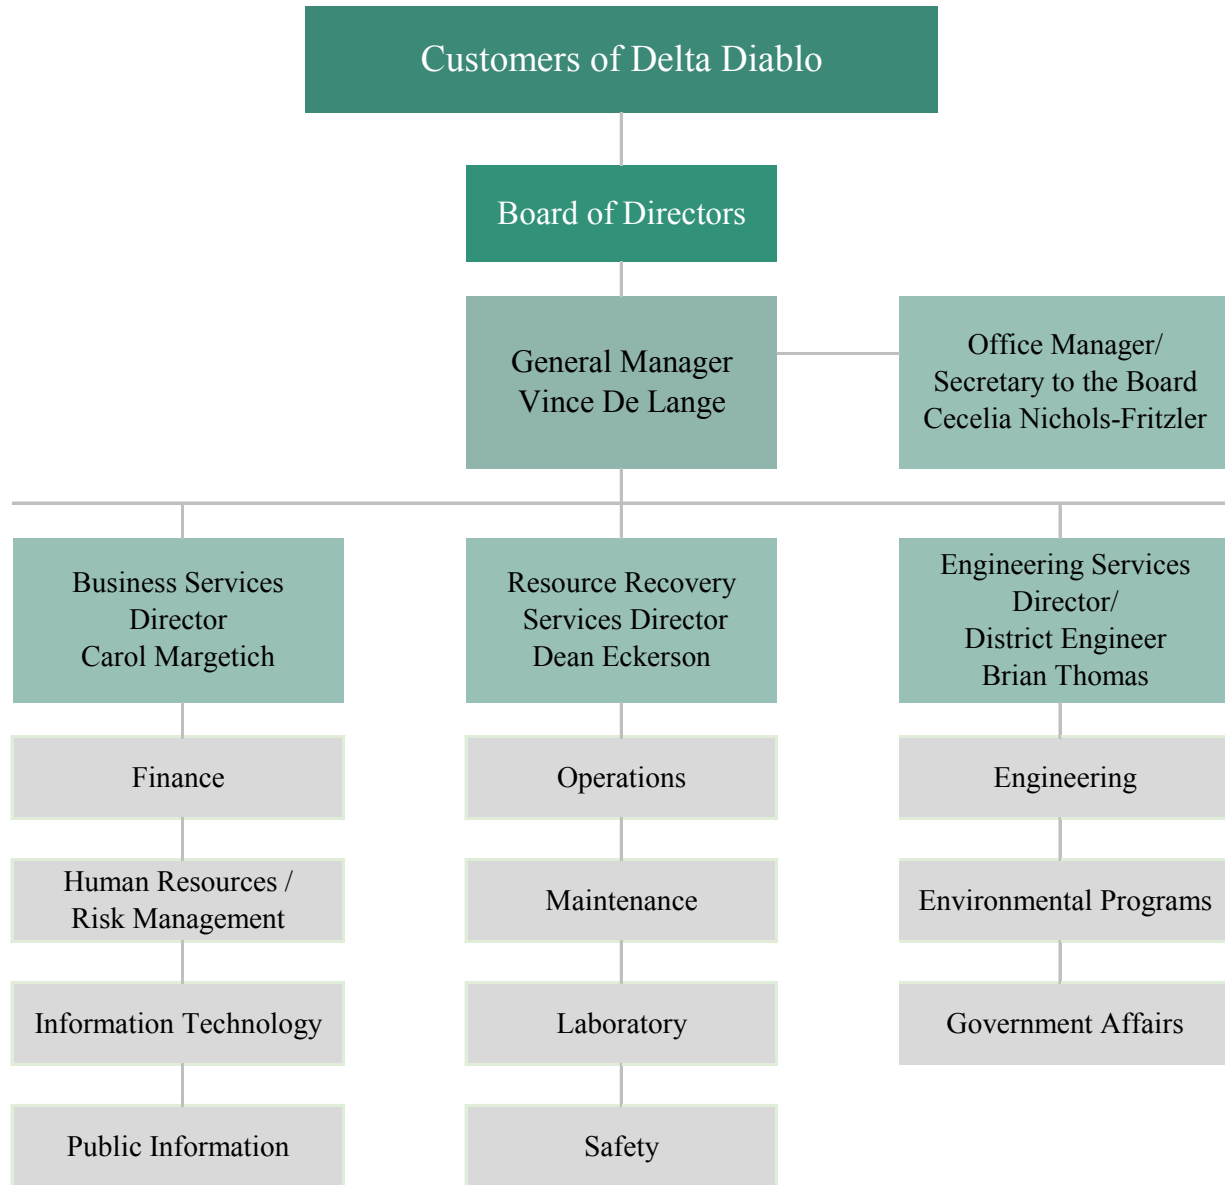 Customers of Delta Diablo
Board of Directors
General Manager
Vince De Lange
Office Manager/
Secretary to the Board
Cecelia Nichols-Fritzler
Business Services
Director
Carol Margetich
Resource Recovery
Services Director
Dean Eckerson
Engineering Services
Director/
District Engineer
Brian Thomas
Finance
Human Resources /
Risk Management
Information Technology
Public Information
Operations
Maintenance
Laboratory
Safety
Engineering
Environmental Programs
Government Affairs